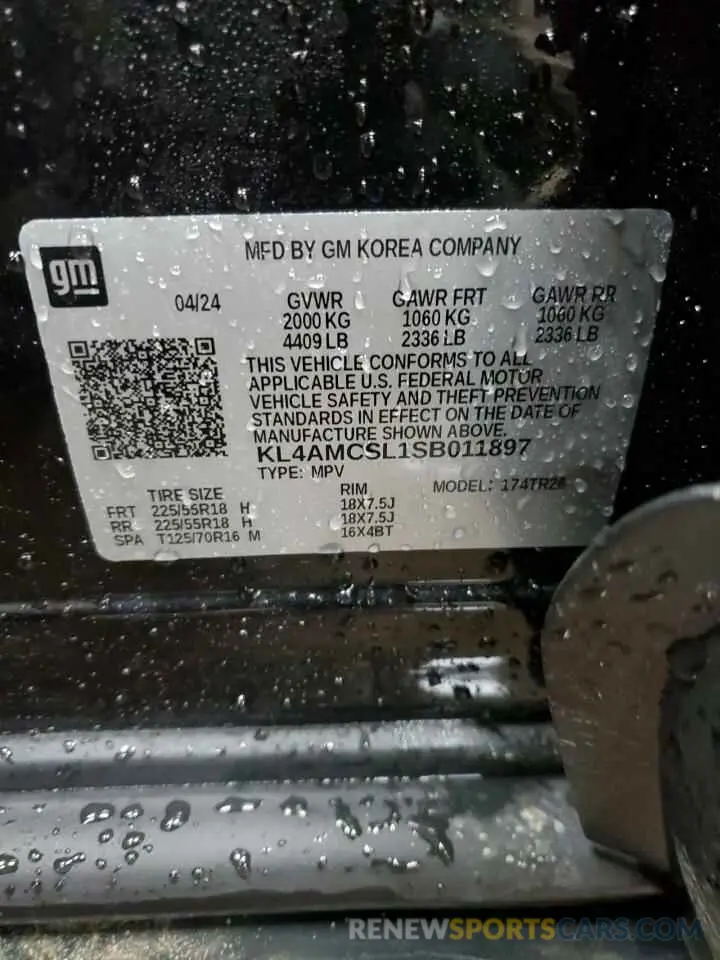 gm
MFD BY GM KOREA COMPANY
04/24
GVWR GAWR FRT GAWR RR
2000 KG 1060 KG 1060 KG
4409 LB 2336 LB 2336 LB
THIS VEHICLE CONFORMS TO ALL
APPLICABLE U.S. FEDERAL MOTOR
VEHICLE SAFETY AND THEFT PREVENTION
STANDARDS IN EFFECT ON THE DATE OF
MANUFACTURE SHOWN ABOVE.
KL4AMCSL1SB011897
TYPE: MPV
MODEL:
TIRE SIZE RIM
FRT 225/55R18 H 18X7.5J
RR 225/55R18 H 18X7.5J
SPA T125/70R16 M 16X4BT
RENEWSPORTSCARS.COM